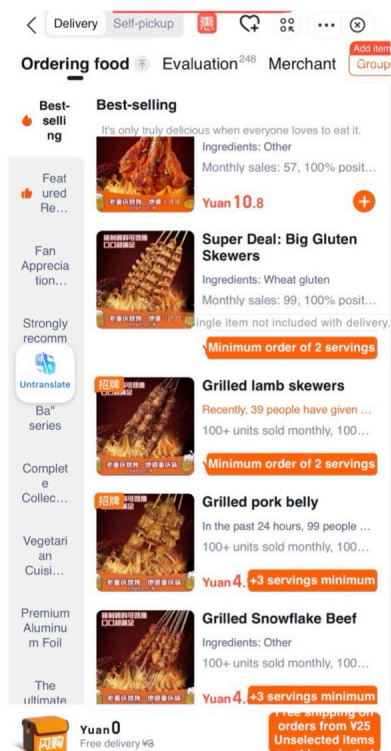 Delivery
Self-pickup
惠
Add item
Ordering food
Evaluation 248
Merchant
Group
Best-
selli
ng
Best-selling
It's only truly delicious when everyone loves to eat it.
Ingredients: Other
Monthly sales: 57, 100% posit...
Yuan 10.8
Feat
ured
Re...
Super Deal: Big Gluten
Skewers
Ingredients: Wheat gluten
Monthly sales: 99, 100% posit...
ingle item not included with delivery.
Minimum order of 2 servings
Fan
Apprecia
tion...
Strongly
recomm
Untranslate
Ba"
series
招牌
Grilled lamb skewers
Recently, 39 people have given ...
100+ units sold monthly, 100...
Minimum order of 2 servings
Complet
e
Collec...
招牌
Grilled pork belly
In the past 24 hours, 99 people ...
100+ units sold monthly, 100...
Yuan 4.
+3 servings minimum
Vegetari
an
Cuisi...
Premium
Aluminu
m Foil
Grilled Snowflake Beef
Ingredients: Other
100+ units sold monthly, 100...
Yuan 4.
+3 servings minimum
The
ultimate
闪购
Yuan 0
Free delivery ¥3
Free shipping on
orders from ¥25
Unselected items